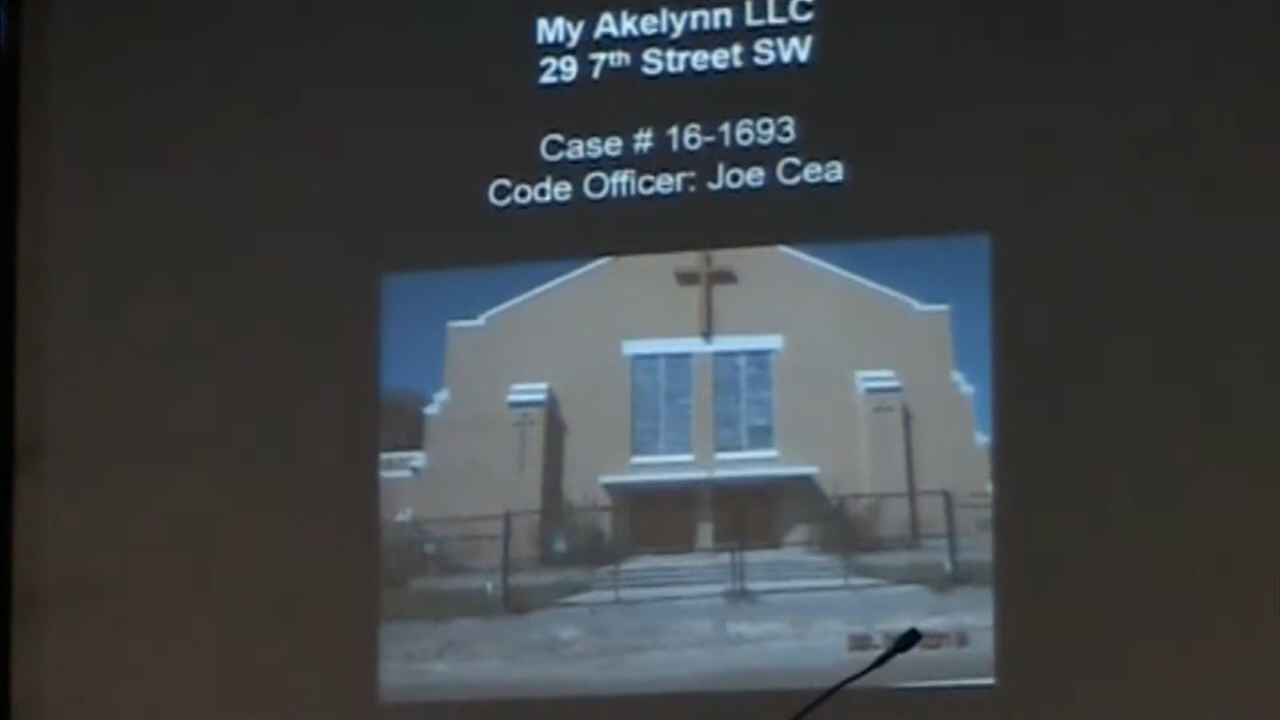 My Akelynn LLC
29 7th Street SW
Case # 16-1693
Code Officer: Joe Cea